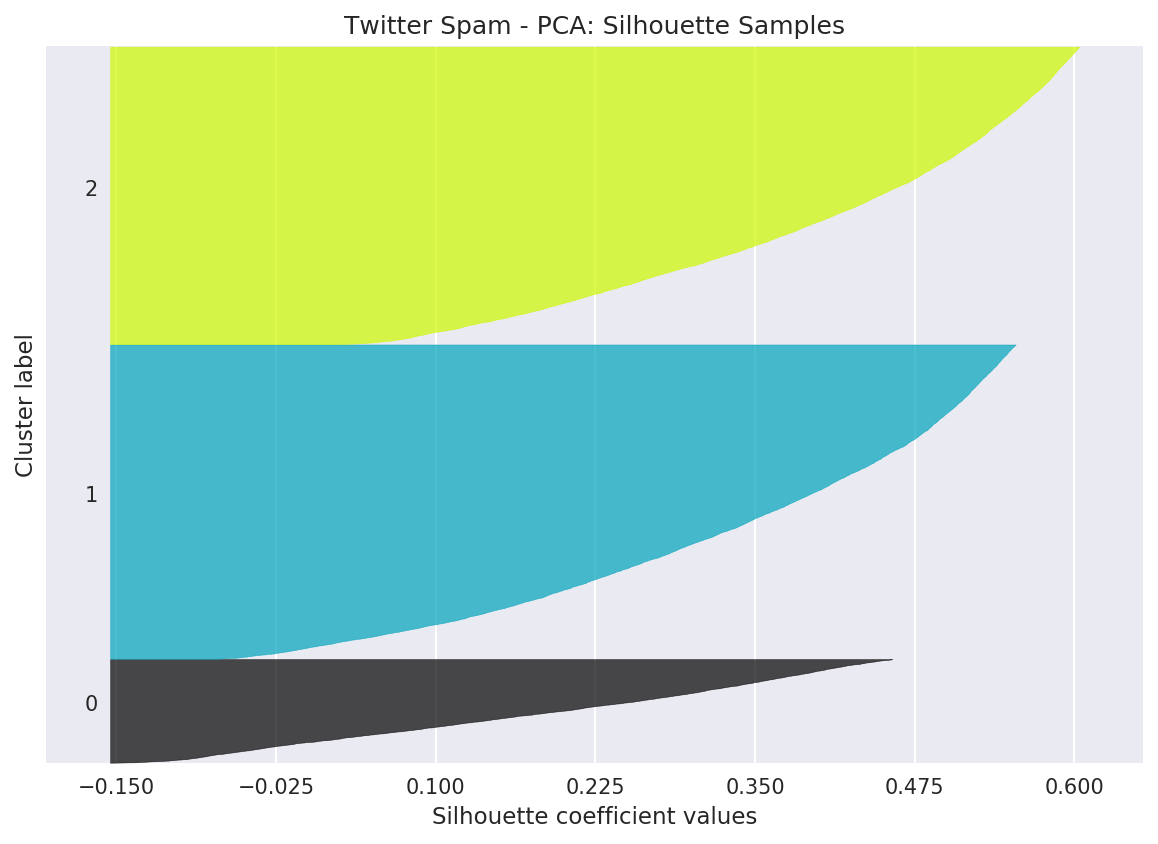 Twitter Spam - PCA: Silhouette Samples
2
1
0
Cluster label
−0.150 −0.025 0.100 0.225 0.350 0.475 0.600
Silhouette coefficient values